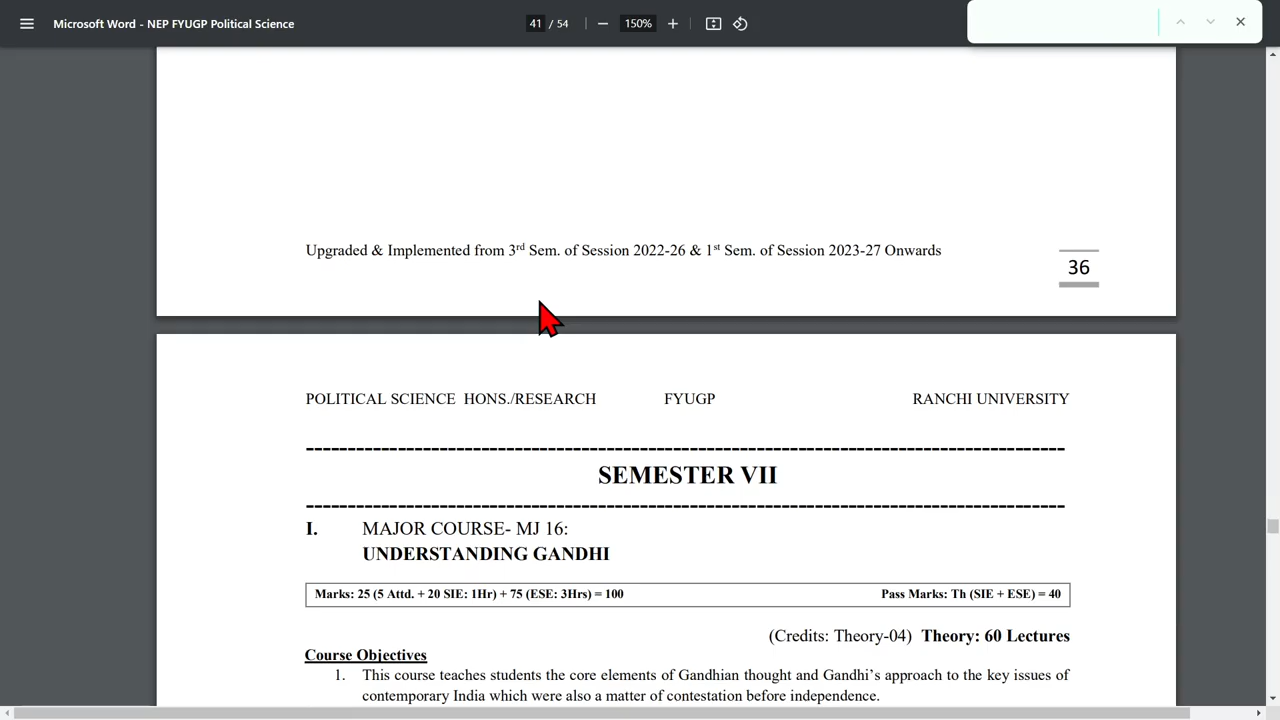 Microsoft Word - NEP FYUGP Political Science
41 / 54
150%
Upgraded & Implemented from 3rd Sem. of Session 2022-26 & 1st Sem. of Session 2023-27 Onwards
36
POLITICAL SCIENCE HONS./RESEARCH FYUGP RANCHI UNIVERSITY
SEMESTER VII
I. MAJOR COURSE- MJ 16:
UNDERSTANDING GANDHI
Marks: 25 (5 Attd. + 20 SIE: 1Hr) + 75 (ESE: 3Hrs) = 100 Pass Marks: Th (SIE + ESE) = 40
(Credits: Theory-04) Theory: 60 Lectures
Course Objectives
1. This course teaches students the core elements of Gandhian thought and Gandhi’s approach to the key issues of
contemporary India which were also a matter of contestation before independence.